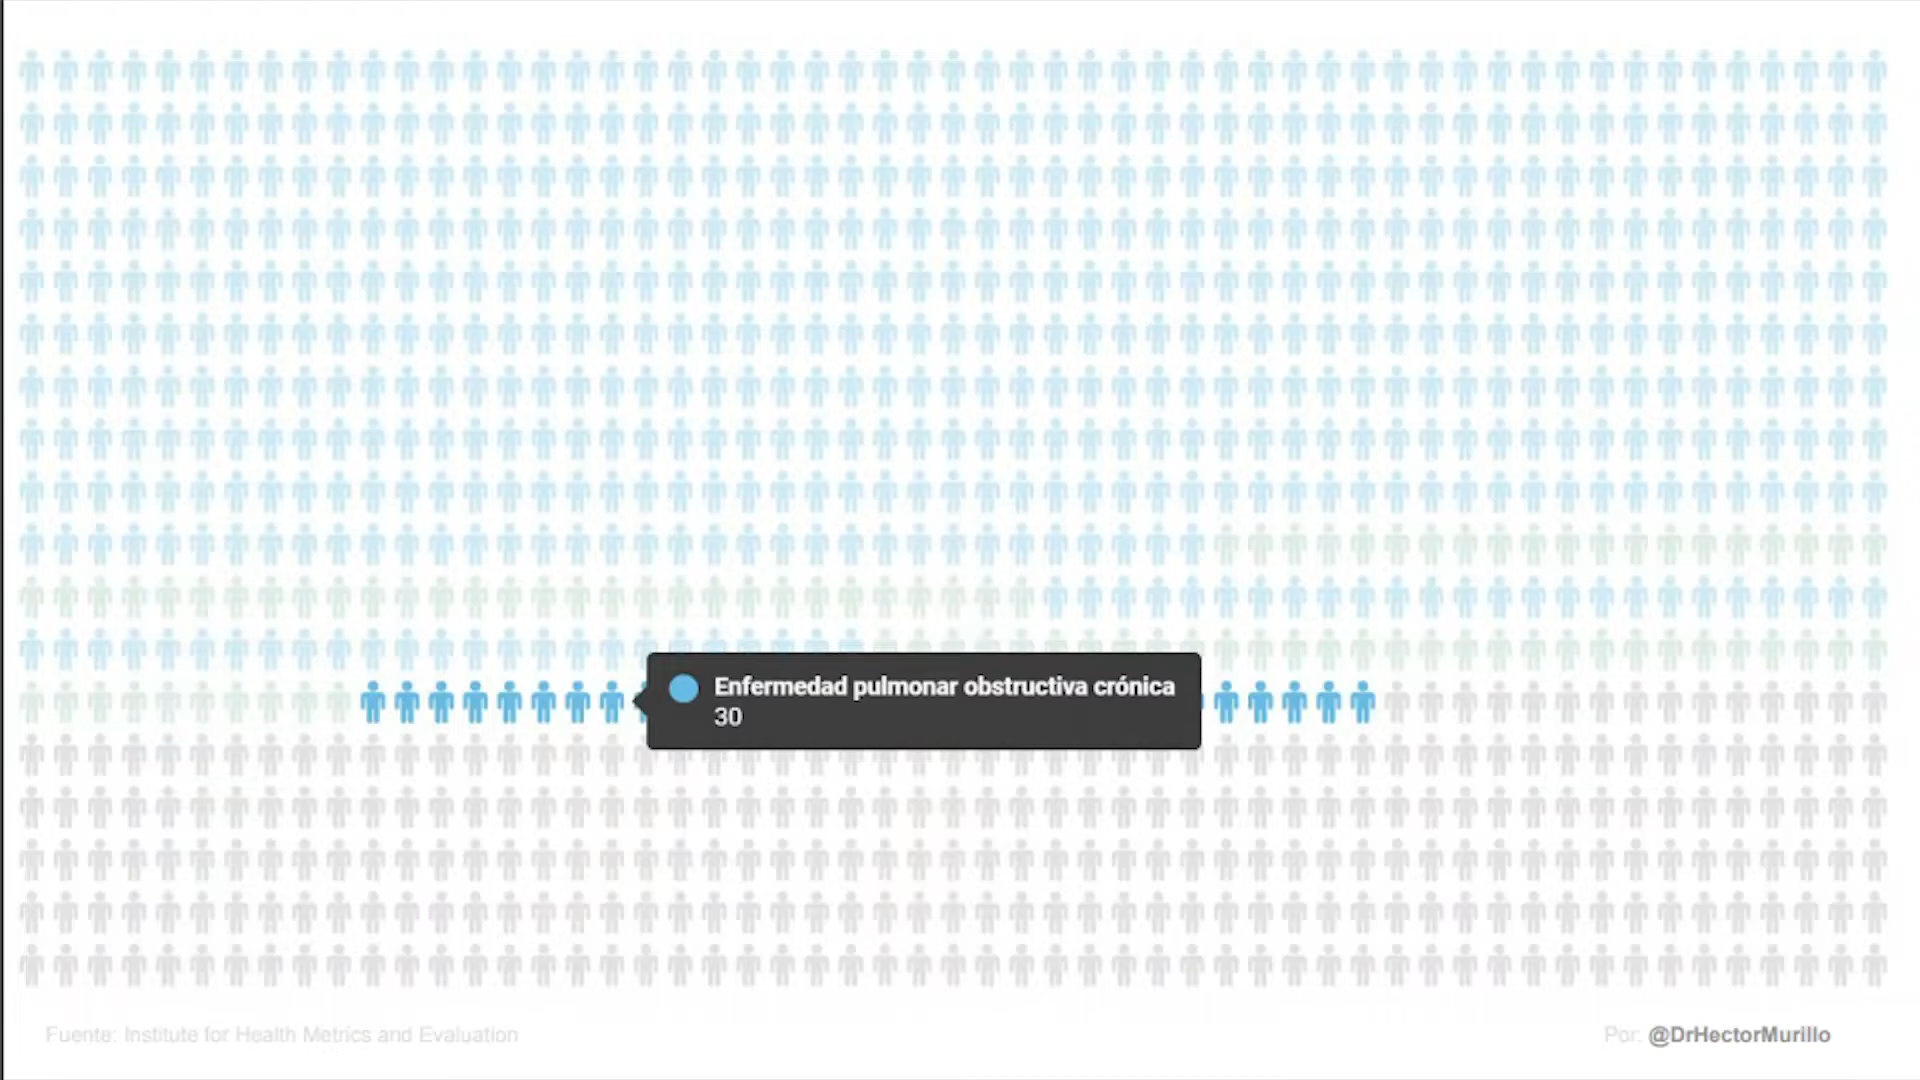 Enfermedad pulmonar obstructiva crónica
30
Fuente: Institute for Health Metrics and Evaluation
Por: @DrHectorMurillo